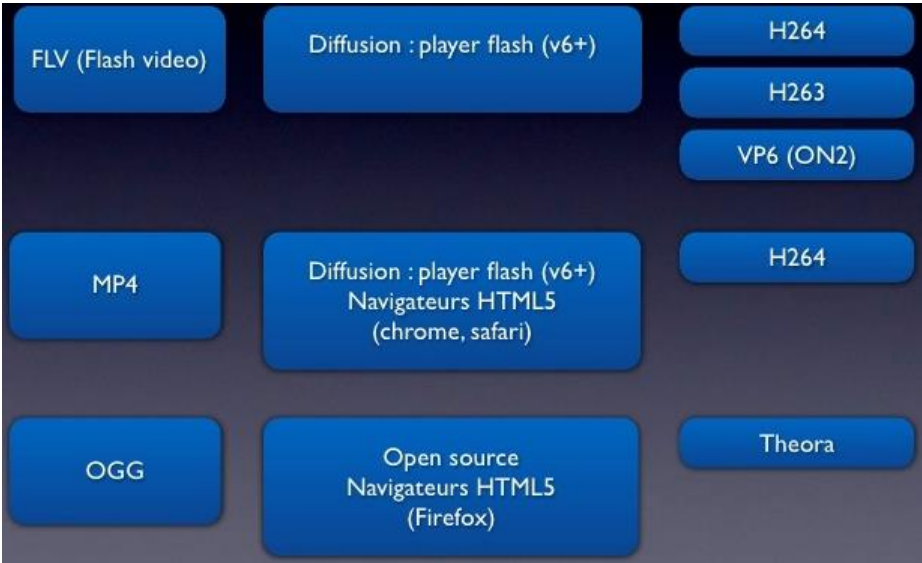 FLV (Flash video)
Diffusion : player flash (v6+)
H264
H263
VP6 (ON2)
MP4
Diffusion : player flash (v6+)
Navigateurs HTML5
(chrome, safari)
H264
OGG
Open source
Navigateurs HTML5
(Firefox)
Theora